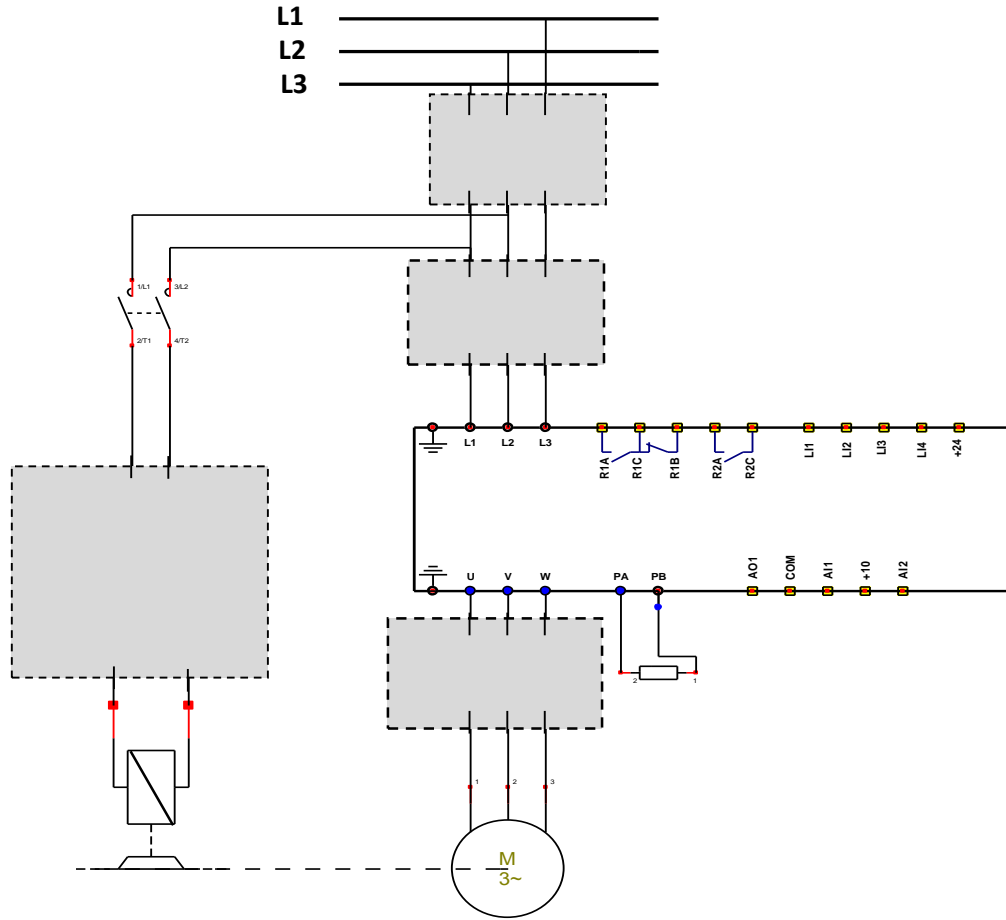 L1
L2
L3
1/L1 3/L2
2/T1 4/T2
L1 L2 L3 R1A R1C R1B R2A R2C LI1 LI2 LI3 LI4 +24
U V W PA PB AO1 COM AI1 +10 AI2
2 1
1 2 3
M
3~